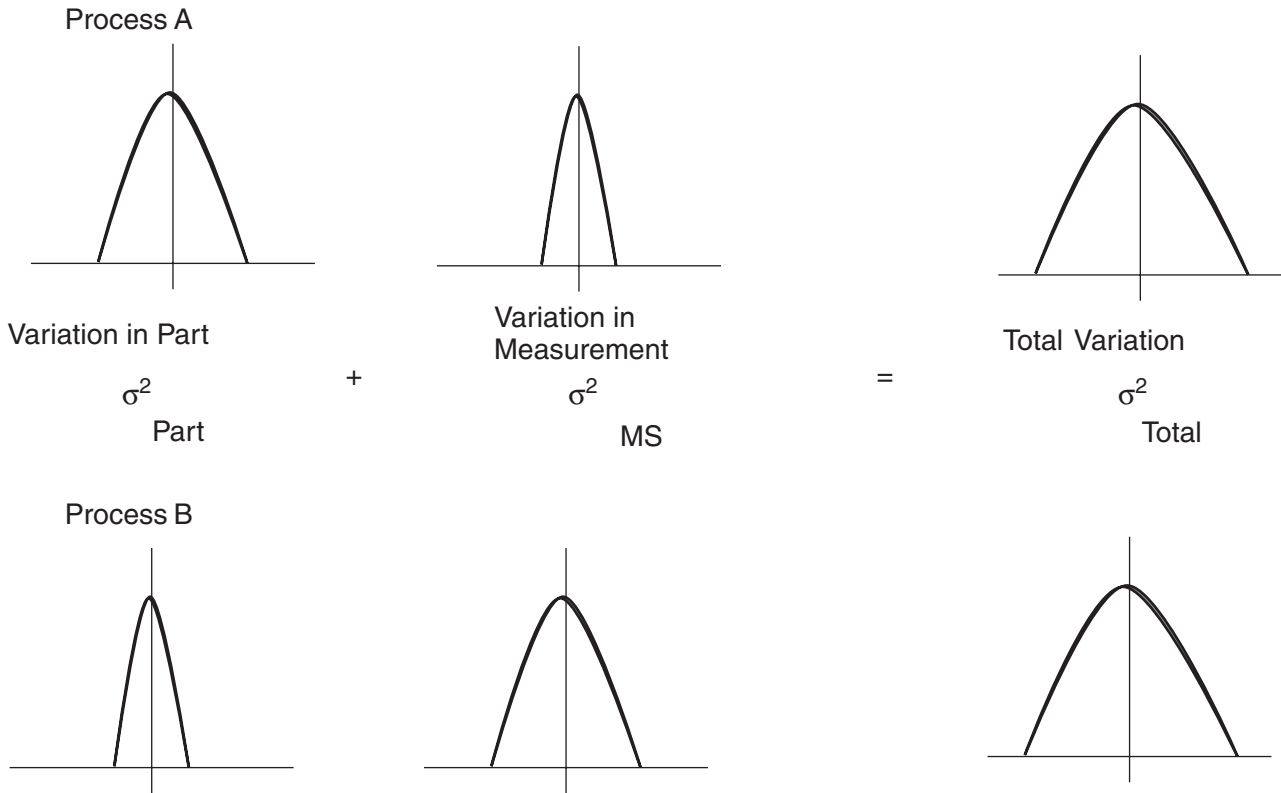 Process A
Variation in Part
Variation in
Measurement
Total Variation
σ² + σ² = σ²
Part
MS
Total
Process B